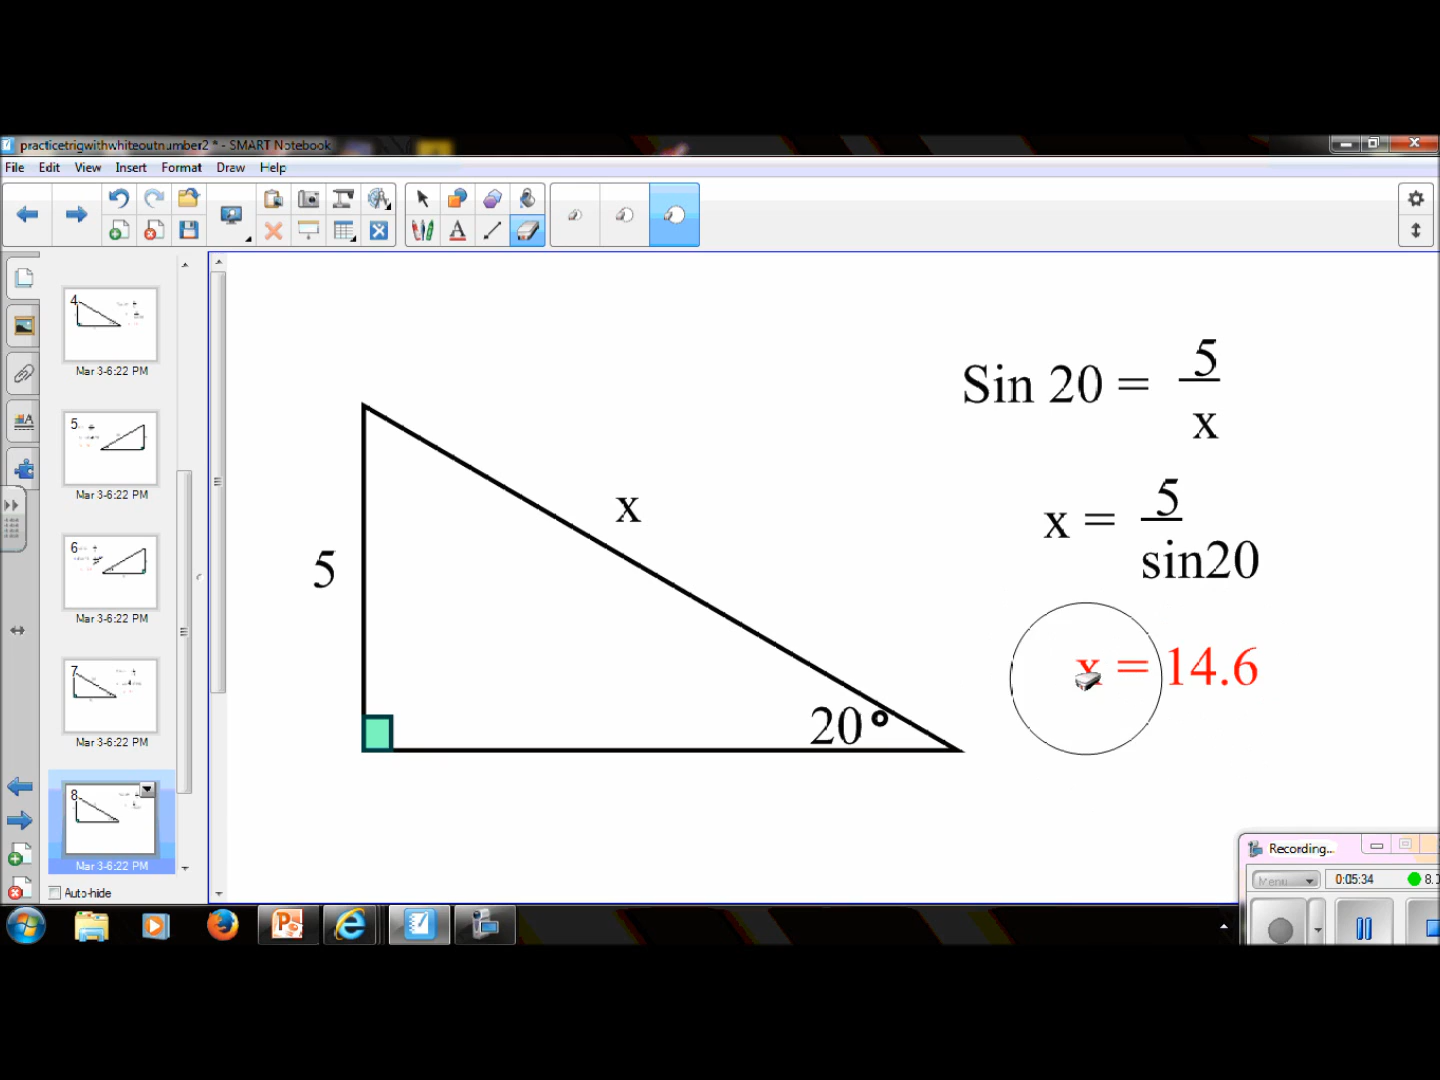 practicetrigwithwhiteoutnumber2 * - SMART Notebook
File Edit View Insert Format Draw Help
4
Mar 3-6:22 PM
5
Mar 3-6:22 PM
6
Mar 3-6:22 PM
7
Mar 3-6:22 PM
8
Mar 3-6:22 PM
Auto-hide
5
x
20°
Sin 20 = 5
x
x = 5
sin20
x = 14.6
Recording...
Menu
0:05:34